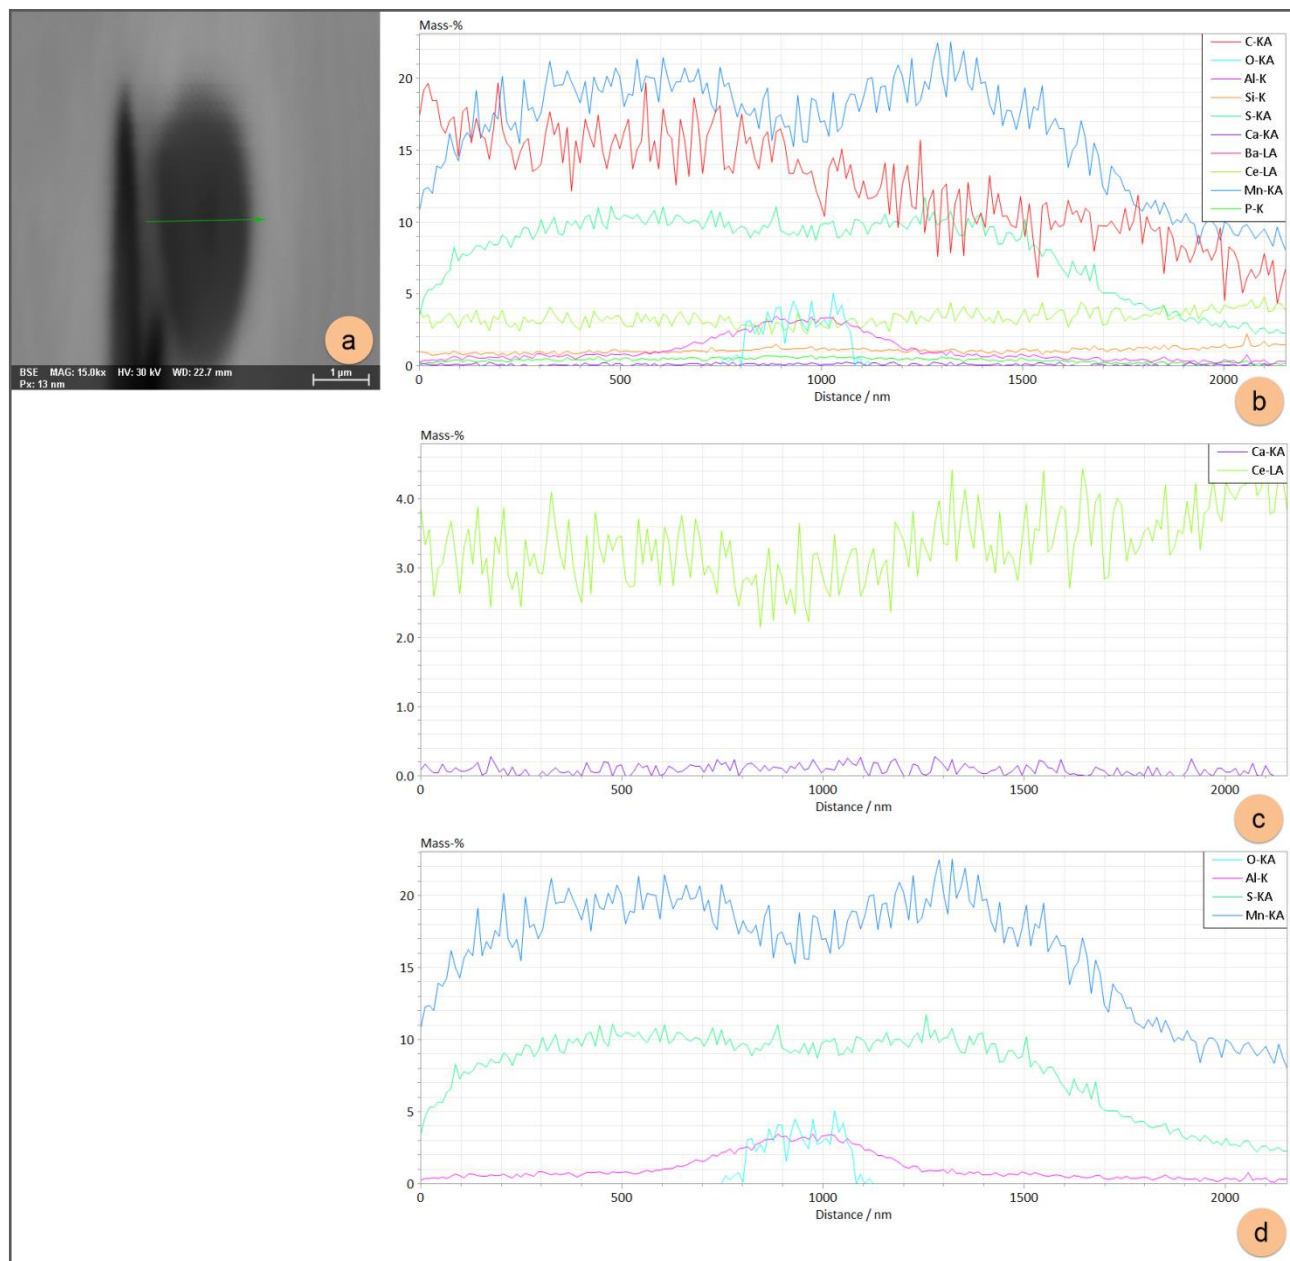 a
BSE MAG: 15.0kx HV: 30 kV WD: 22.7 mm
Px: 13 nm
1 µm
Mass-%
20
15
10
5
0
0 500 1000 1500 2000
Distance / nm
C-KA
O-KA
Al-K
Si-K
S-KA
Ca-KA
Ba-LA
Ce-LA
Mn-KA
P-K
b
Mass-%
4.0
3.0
2.0
1.0
0.0
0 500 1000 1500 2000
Distance / nm
Ca-KA
Ce-LA
c
Mass-%
20
15
10
5
0
0 500 1000 1500 2000
Distance / nm
O-KA
Al-K
S-KA
Mn-KA
d